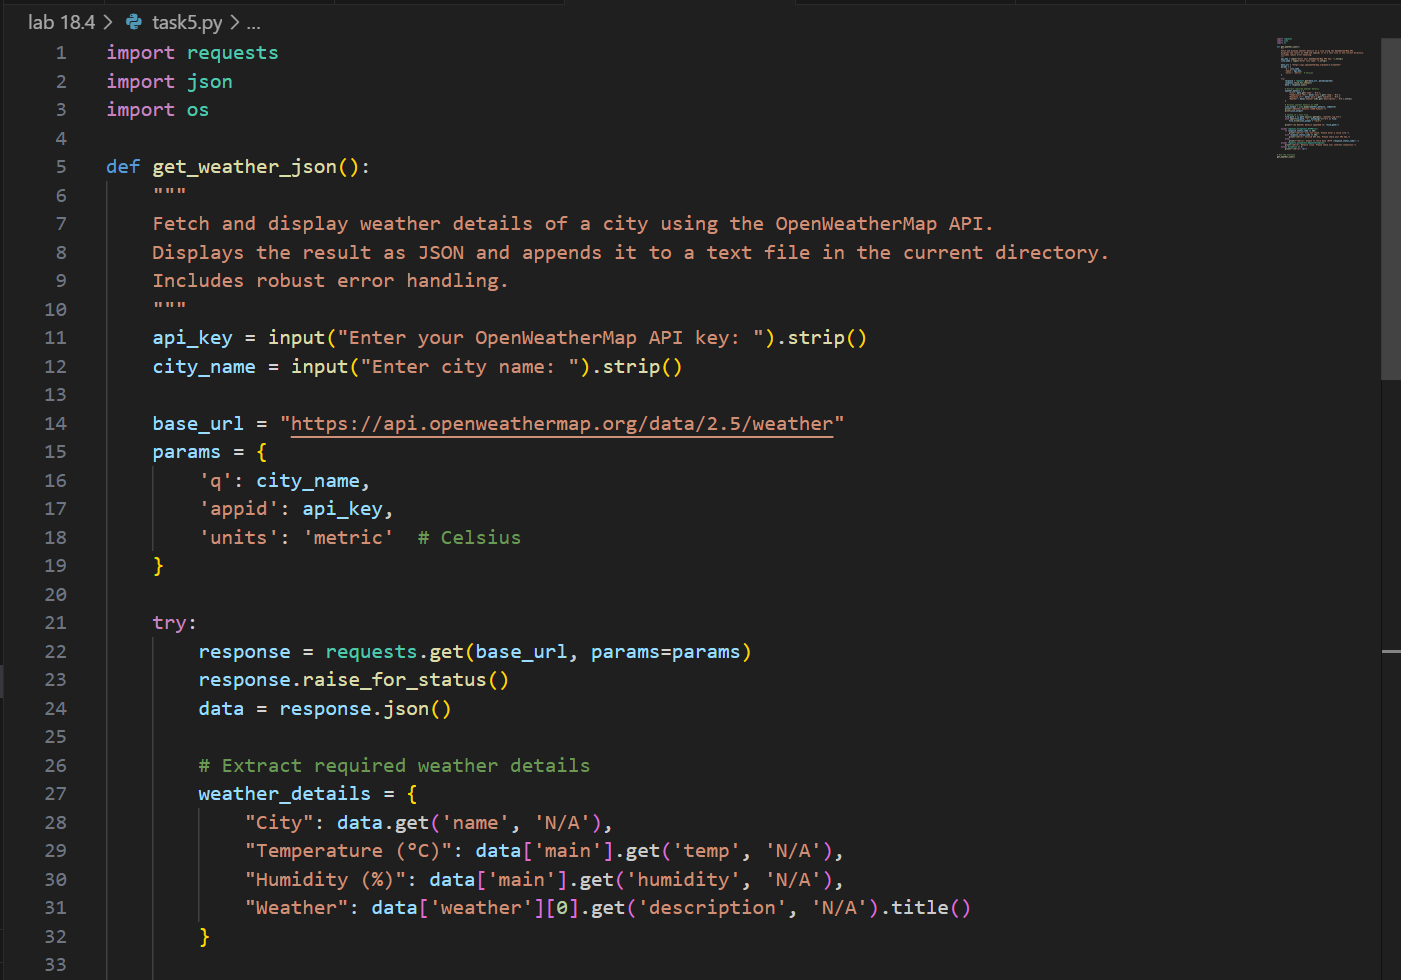 lab 18.4 > task5.py > ...
1 import requests
2 import json
3 import os
4
5 def get_weather_json():
6     """
7     Fetch and display weather details of a city using the OpenWeatherMap API.
8     Displays the result as JSON and appends it to a text file in the current directory.
9     Includes robust error handling.
10     """
11     api_key = input("Enter your OpenWeatherMap API key: ").strip()
12     city_name = input("Enter city name: ").strip()
13
14     base_url = "https://api.openweathermap.org/data/2.5/weather"
15     params = {
16         'q': city_name,
17         'appid': api_key,
18         'units': 'metric'  # Celsius
19     }
20
21     try:
22         response = requests.get(base_url, params=params)
23         response.raise_for_status()
24         data = response.json()
25
26         # Extract required weather details
27         weather_details = {
28             "City": data.get('name', 'N/A'),
29             "Temperature (°C)": data['main'].get('temp', 'N/A'),
30             "Humidity (%)": data['main'].get('humidity', 'N/A'),
31             "Weather": data['weather'][0].get('description', 'N/A').title()
32         }
33